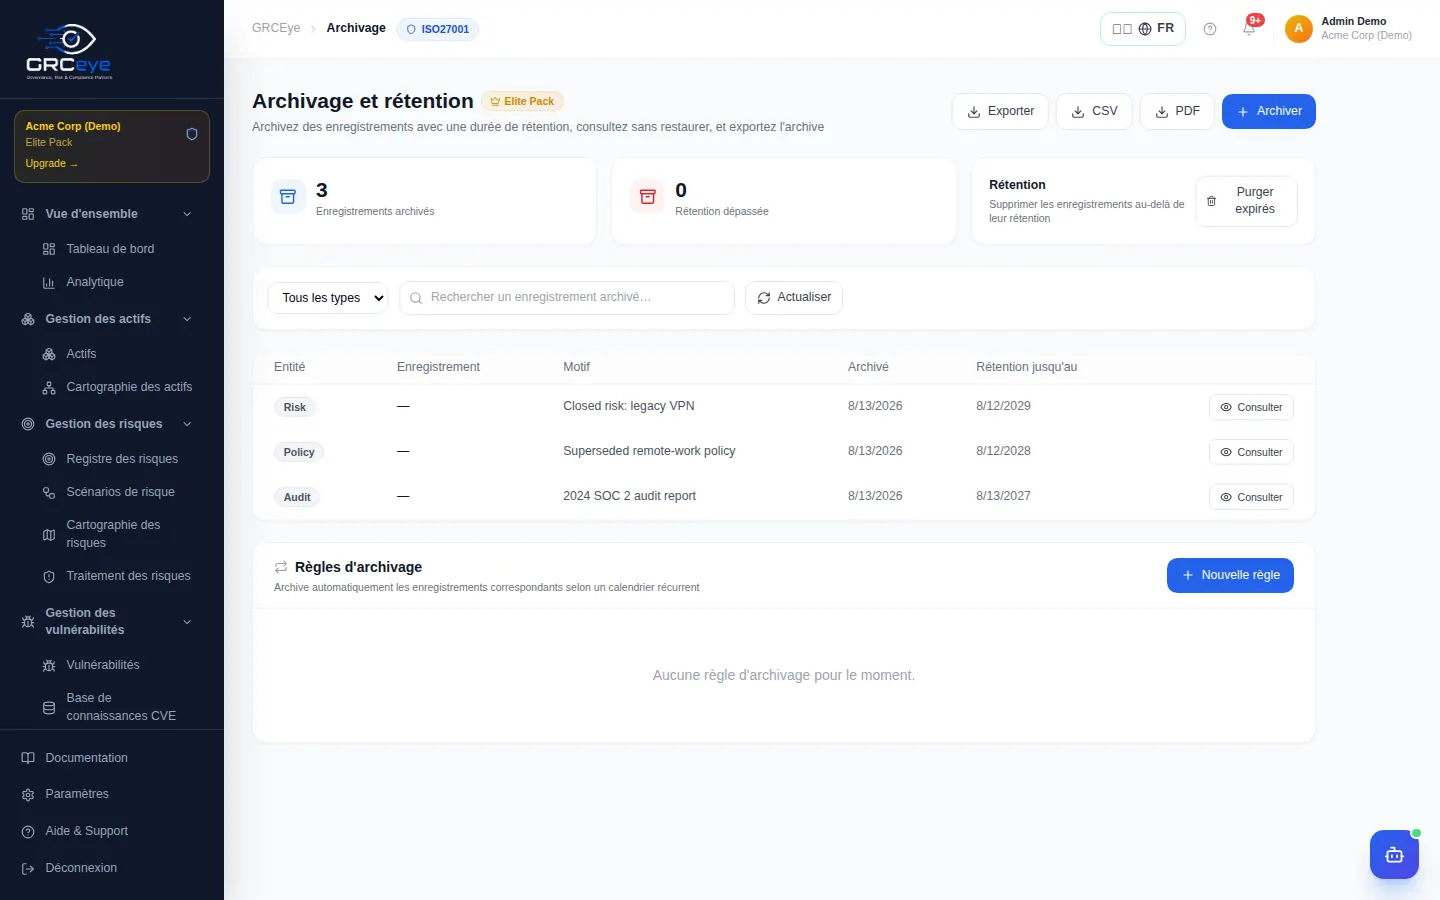 GRCeye
Governance, Risk & Compliance Platform
Acme Corp (Demo)
Elite Pack
Upgrade →
Vue d'ensemble
Tableau de bord
Analytique
Gestion des actifs
Actifs
Cartographie des actifs
Gestion des risques
Registre des risques
Scénarios de risque
Cartographie des
risques
Traitement des risques
Gestion des
vulnérabilités
Vulnérabilités
Base de
connaissances CVE
Documentation
Paramètres
Aide & Support
Déconnexion
GRCEye
Archivage
ISO27001
FR
9+
A
Admin Demo
Acme Corp (Demo)
Archivage et rétention
Elite Pack
Archivez des enregistrements avec une durée de rétention, consultez sans restaurer, et exportez l'archive
Exporter
CSV
PDF
Archiver
3
Enregistrements archivés
0
Rétention dépassée
Rétention
Supprimer les enregistrements au-delà de
leur rétention
Purger
expirés
Tous les types
Rechercher un enregistrement archivé…
Actualiser
Entité Enregistrement Motif Archivé Rétention jusqu'au
Risk — Closed risk: legacy VPN 8/13/2026 8/12/2029 Consulter
Policy — Superseded remote-work policy 8/13/2026 8/12/2028 Consulter
Audit — 2024 SOC 2 audit report 8/13/2026 8/13/2027 Consulter
Règles d'archivage
Archive automatiquement les enregistrements correspondants selon un calendrier récurrent
Nouvelle règle
Aucune règle d'archivage pour le moment.